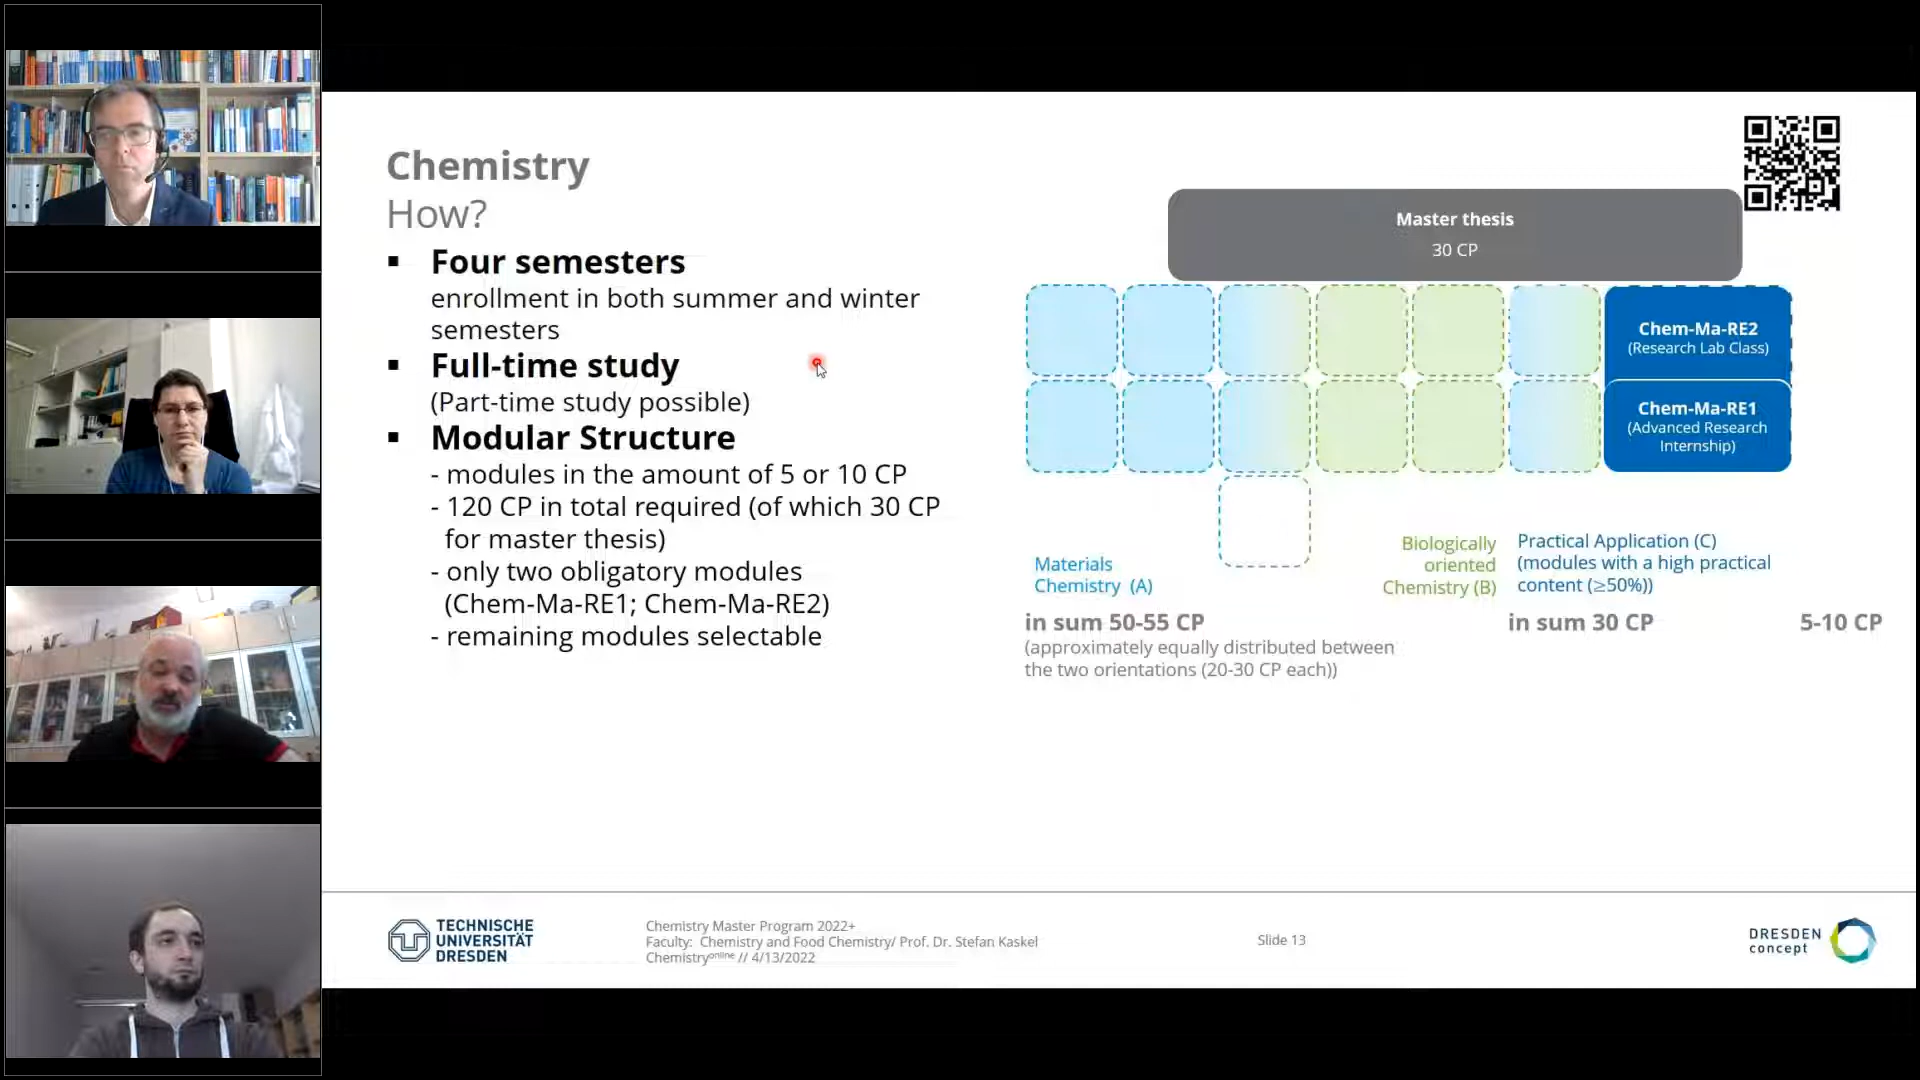 Chemistry
How?
▪ Four semesters
enrollment in both summer and winter
semesters
▪ Full-time study
(Part-time study possible)
▪ Modular Structure
- modules in the amount of 5 or 10 CP
- 120 CP in total required (of which 30 CP
for master thesis)
- only two obligatory modules
(Chem-Ma-RE1; Chem-Ma-RE2)
- remaining modules selectable
Master thesis
30 CP
Chem-Ma-RE2
(Research Lab Class)
Chem-Ma-RE1
(Advanced Research
Internship)
Materials
Chemistry (A)
Biologically
oriented
Chemistry (B)
Practical Application (C)
(modules with a high practical
content (≥50%))
in sum 50-55 CP
(approximately equally distributed between
the two orientations (20-30 CP each))
in sum 30 CP
5-10 CP
TECHNISCHE
UNIVERSITÄT
DRESDEN
Chemistry Master Program 2022+
Faculty: Chemistry and Food Chemistry/ Prof. Dr. Stefan Kaskel
Chemistryonline // 4/13/2022
Slide 13
DRESDEN
concept